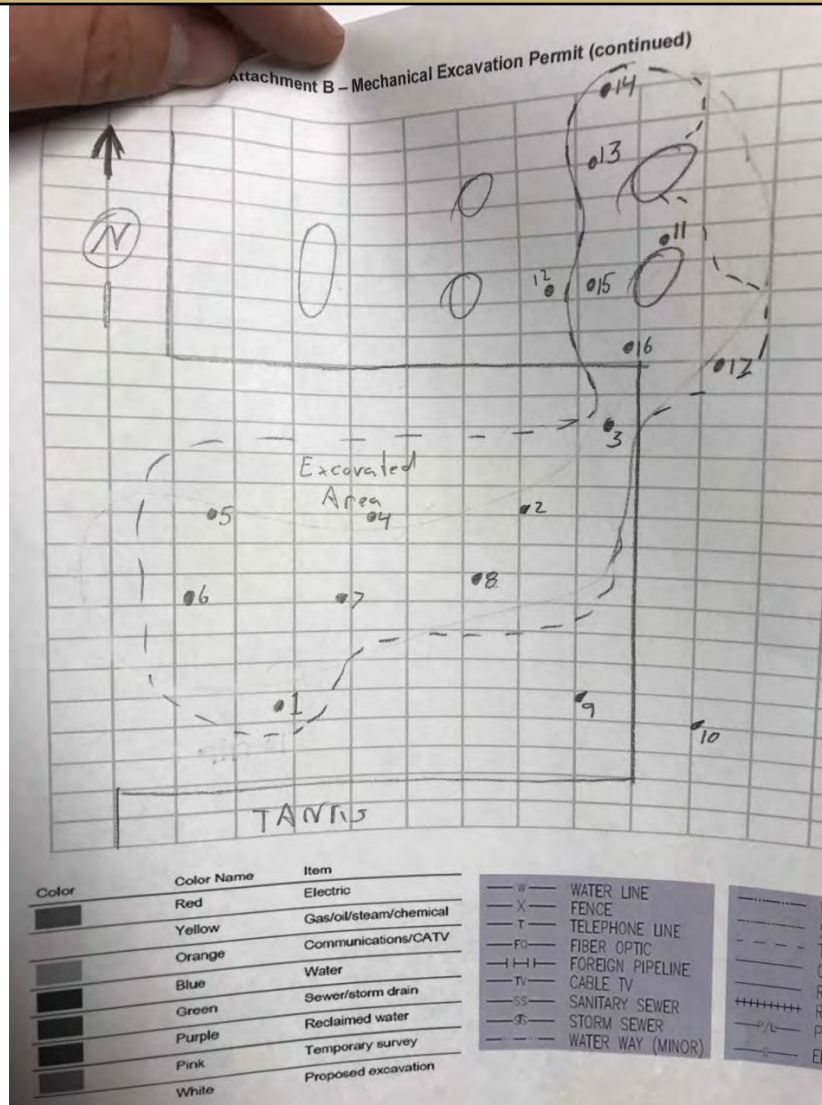 Attachment B – Mechanical Excavation Permit (continued)
14
13
N
11
12
15
16
17
3
Excavated
Area
5
4
2
8
6
7
1
9
10
TANKS
Color
Color Name
Item
Red
Electric
Yellow
Gas/oil/steam/chemical
Orange
Communications/CATV
Blue
Water
Green
Sewer/storm drain
Purple
Reclaimed water
Pink
Temporary survey
White
Proposed excavation
W WATER LINE
X FENCE
T TELEPHONE LINE
FO FIBER OPTIC
FOREIGN PIPELINE
TV CABLE TV
SS SANITARY SEWER
STORM SEWER
WATER WAY (MINOR)
P/L P